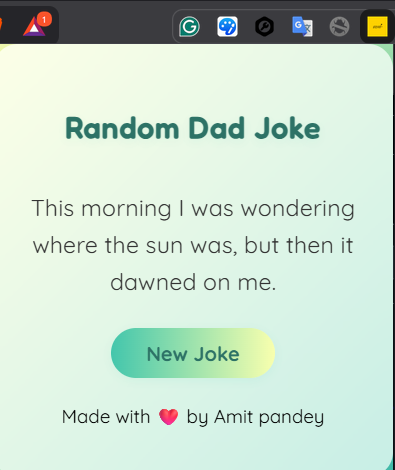 1
Random Dad Joke
This morning I was wondering
where the sun was, but then it
dawned on me.
New Joke
Made with ❤️ by Amit pandey